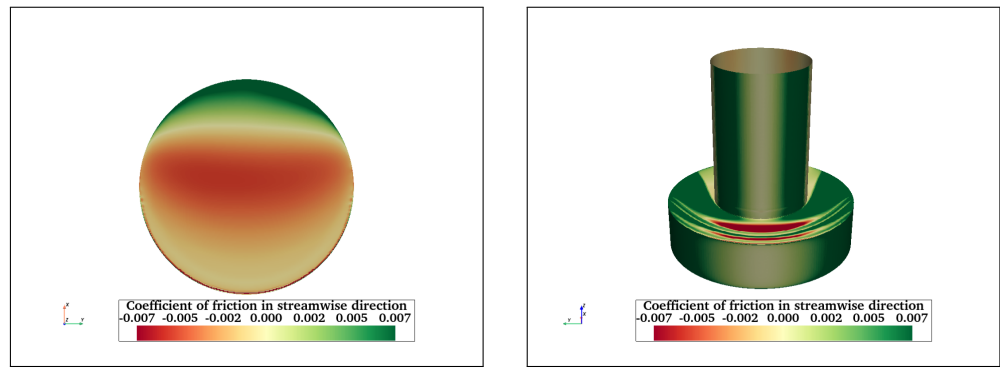 Coefficient of friction in streamwise direction
-0.007 -0.005 -0.002 0.000 0.002 0.005 0.007
X
Z Y
Coefficient of friction in streamwise direction
-0.007 -0.005 -0.002 0.000 0.002 0.005 0.007
Z
X
Y